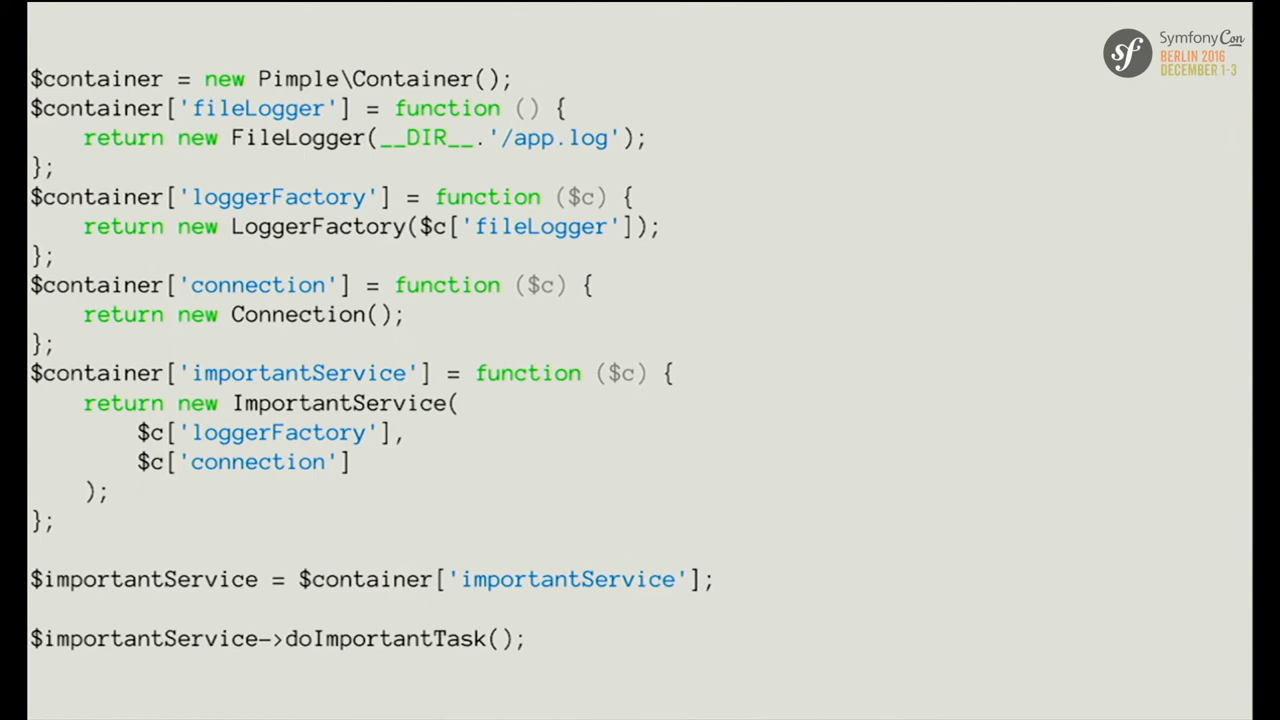 SymfonyCon
BERLIN 2016
DECEMBER 1-3
sf
$container = new Pimple\Container();
$container['fileLogger'] = function () {
    return new FileLogger(__DIR__.'/app.log');
};
$container['loggerFactory'] = function ($c) {
    return new LoggerFactory($c['fileLogger']);
};
$container['connection'] = function ($c) {
    return new Connection();
};
$container['importantService'] = function ($c) {
    return new ImportantService(
        $c['loggerFactory'],
        $c['connection']
    );
};
$importantService = $container['importantService'];
$importantService->doImportantTask();